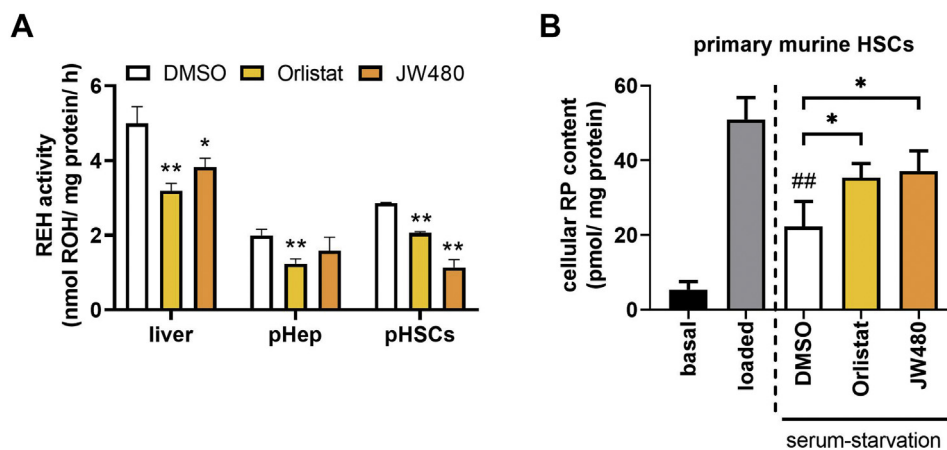 A
DMSO Orlistat JW480
REH activity
(nmol ROH/ mg protein/ h)
6
4
2
0
** *
**
**
**
liver pHep pHSCs
B
primary murine HSCs
cellular RP content
(pmol/ mg protein)
60
40
20
0
*
*
##
basal loaded DMSO Orlistat JW480
serum-starvation